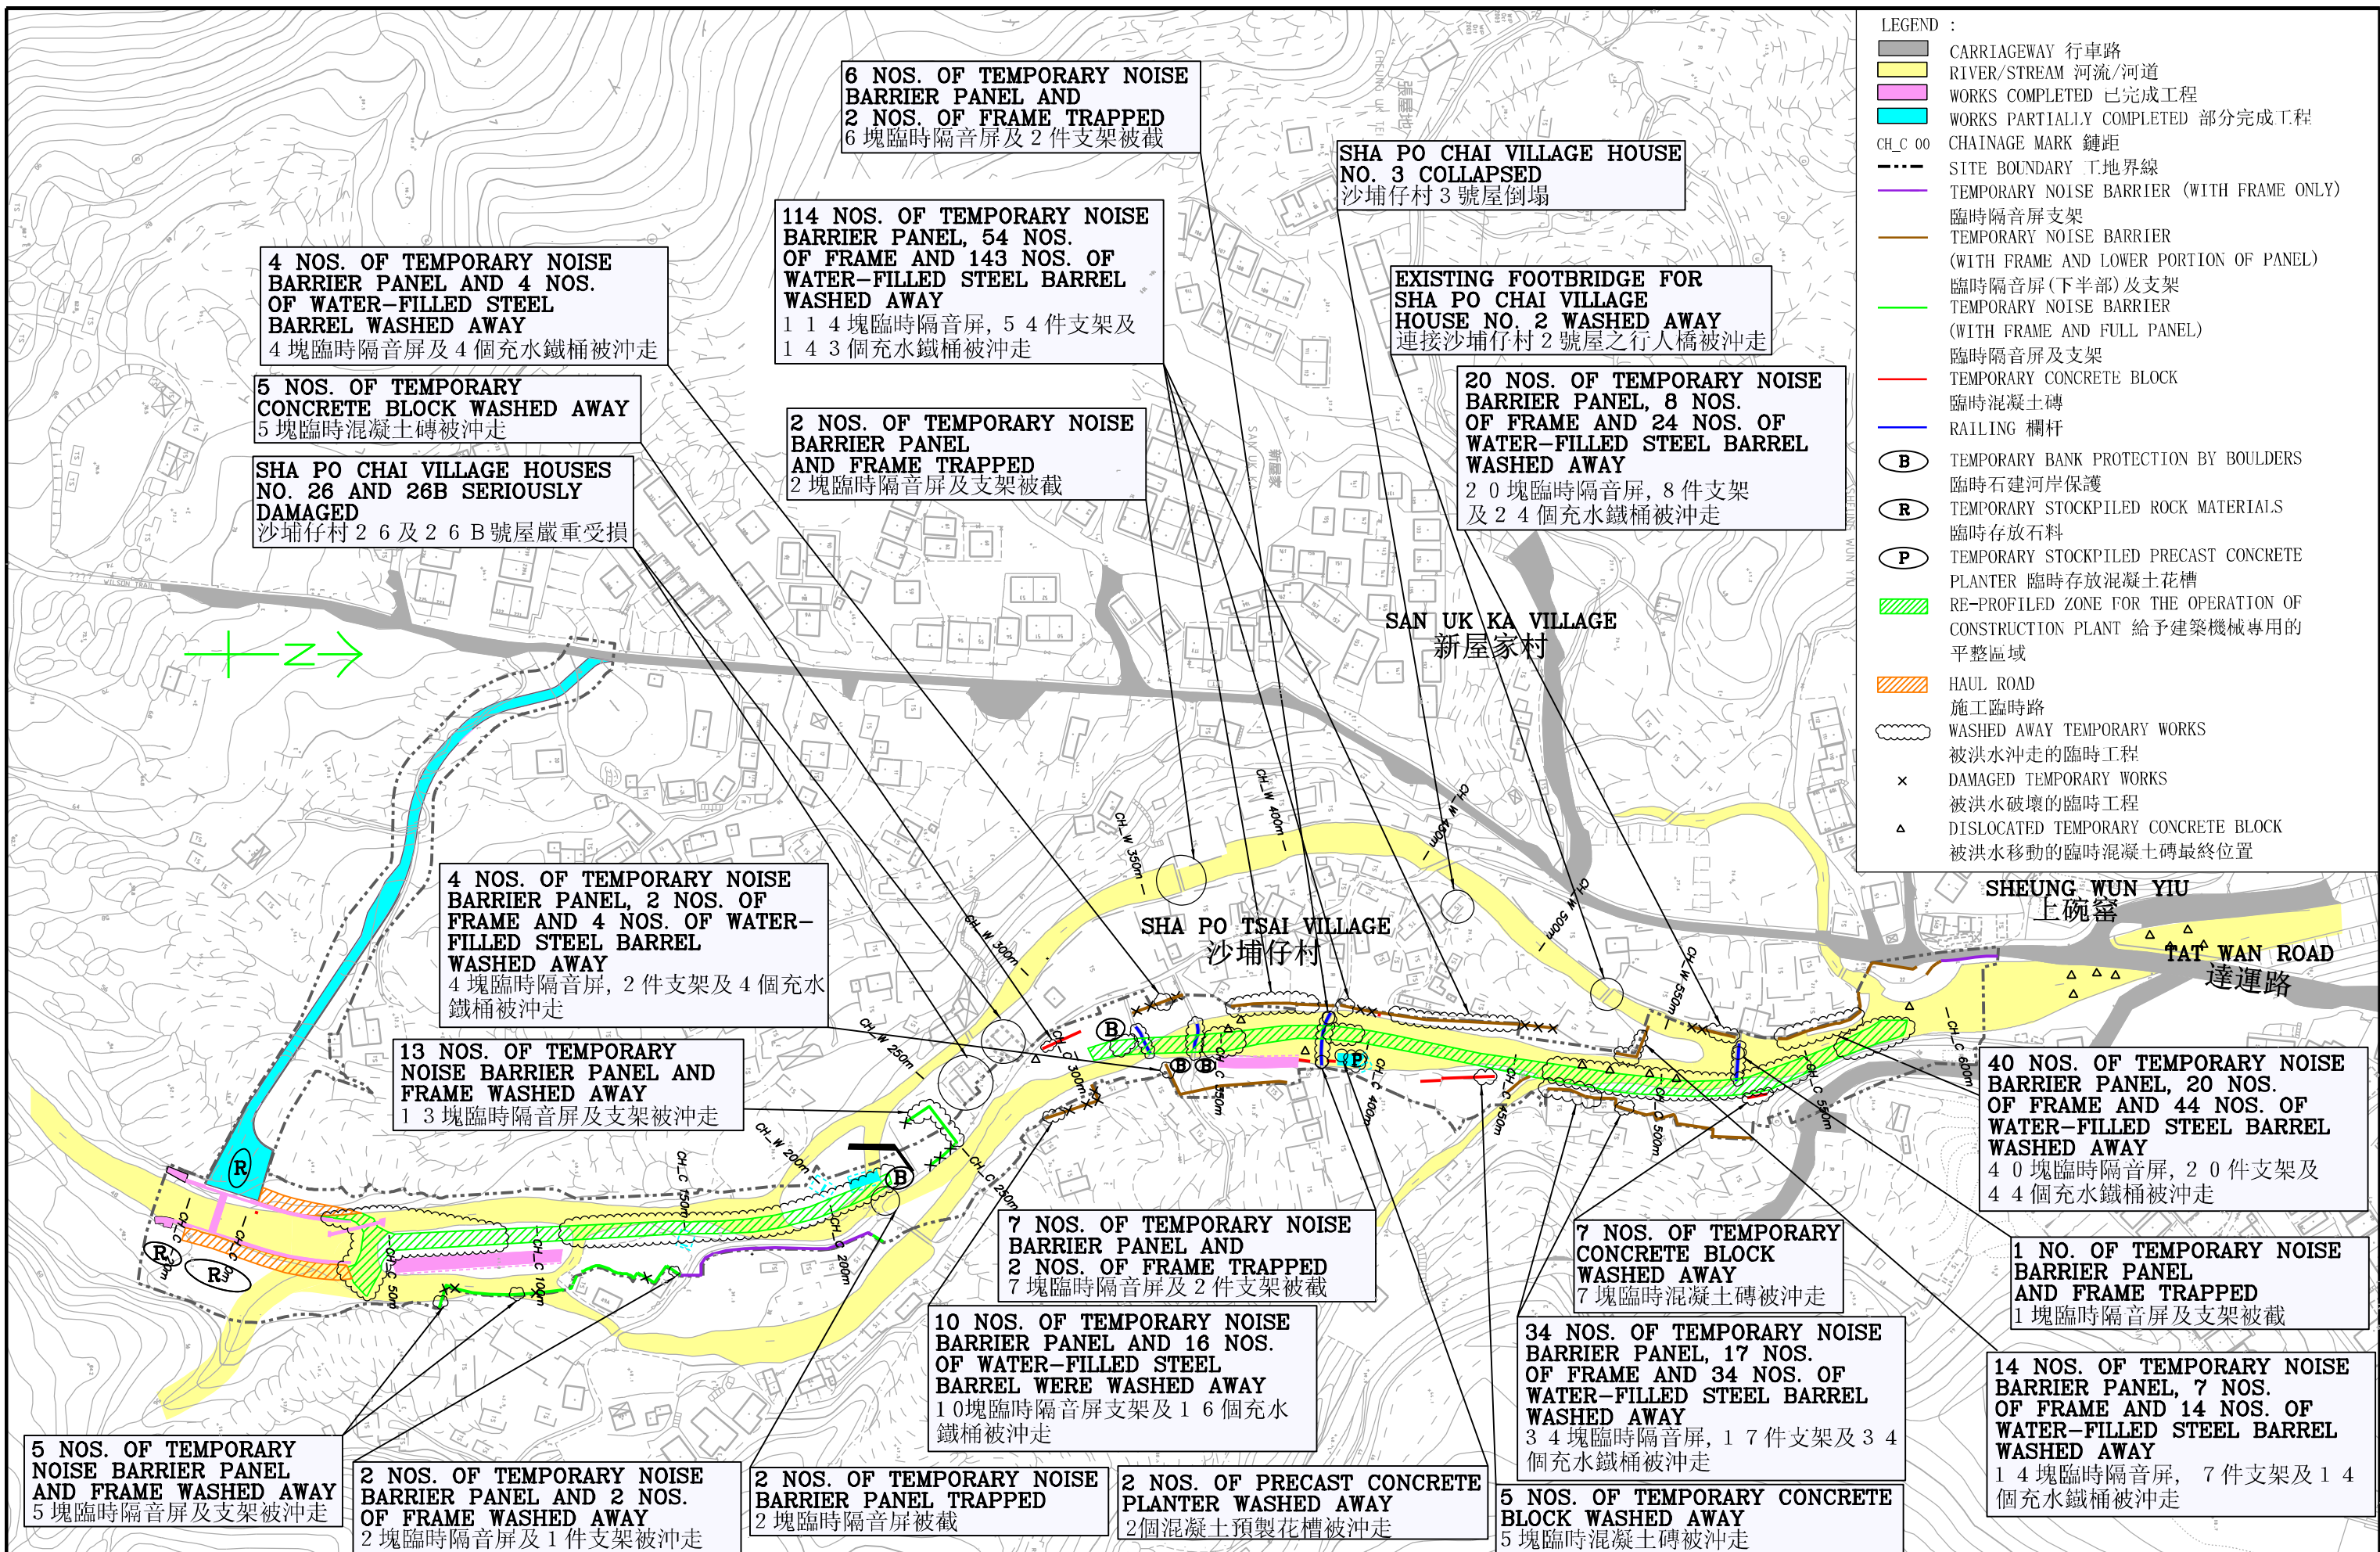 LEGEND :
CARRIAGEWAY 行車路
RIVER/STREAM 河流/河道
WORKS COMPLETED 已完成工程
WORKS PARTIALLY COMPLETED 部分完成工程
CH_C 00 CHAINAGE MARK 鏈距
SITE BOUNDARY 工地界線
TEMPORARY NOISE BARRIER (WITH FRAME ONLY)
臨時隔音屏支架
TEMPORARY NOISE BARRIER
(WITH FRAME AND LOWER PORTION OF PANEL)
臨時隔音屏(下半部)及支架
TEMPORARY NOISE BARRIER
(WITH FRAME AND FULL PANEL)
臨時隔音屏及支架
TEMPORARY CONCRETE BLOCK
臨時混凝土磚
RAILING 欄杆
B TEMPORARY BANK PROTECTION BY BOULDERS
臨時石建河岸保護
R TEMPORARY STOCKPILED ROCK MATERIALS
臨時存放石料
P TEMPORARY STOCKPILED PRECAST CONCRETE
PLANTER 臨時存放混凝土花槽
RE-PROFILED ZONE FOR THE OPERATION OF
CONSTRUCTION PLANT 給予建築機械專用的
平整區域
HAUL ROAD
施工臨時路
WASHED AWAY TEMPORARY WORKS
被洪水沖走的臨時工程
DAMAGED TEMPORARY WORKS
被洪水破壞的臨時工程
DISLOCATED TEMPORARY CONCRETE BLOCK
被洪水移動的臨時混凝土磚最終位置
6 NOS. OF TEMPORARY NOISE
BARRIER PANEL AND
2 NOS. OF FRAME TRAPPED
6塊臨時隔音屏及2件支架被截
SHA PO CHAI VILLAGE HOUSE
NO. 3 COLLAPSED
沙埔仔村3號屋倒塌
114 NOS. OF TEMPORARY NOISE
BARRIER PANEL, 54 NOS.
OF FRAME AND 143 NOS. OF
WATER-FILLED STEEL BARREL
WASHED AWAY
114塊臨時隔音屏,54件支架及
143個充水鐵桶被沖走
4 NOS. OF TEMPORARY NOISE
BARRIER PANEL AND 4 NOS.
OF WATER-FILLED STEEL
BARREL WASHED AWAY
4塊臨時隔音屏及4個充水鐵桶被沖走
EXISTING FOOTBRIDGE FOR
SHA PO CHAI VILLAGE
HOUSE NO. 2 WASHED AWAY
連接沙埔仔村2號屋之行人橋被沖走
5 NOS. OF TEMPORARY
CONCRETE BLOCK WASHED AWAY
5塊臨時混凝土磚被沖走
2 NOS. OF TEMPORARY NOISE
BARRIER PANEL
AND FRAME TRAPPED
2塊臨時隔音屏及支架被截
20 NOS. OF TEMPORARY NOISE
BARRIER PANEL, 8 NOS.
OF FRAME AND 24 NOS. OF
WATER-FILLED STEEL BARREL
WASHED AWAY
20塊臨時隔音屏,8件支架
及24個充水鐵桶被沖走
SHA PO CHAI VILLAGE HOUSES
NO. 26 AND 26B SERIOUSLY
DAMAGED
沙埔仔村26及26B號屋嚴重受損
WILSON TRAIL
N
SAN UK KA VILLAGE
新屋家村
SHA PO TSAI VILLAGE
沙埔仔村
SHEUNG WUN YIU
上碗窰
TAT WAN ROAD
達運路
4 NOS. OF TEMPORARY NOISE
BARRIER PANEL, 2 NOS. OF
FRAME AND 4 NOS. OF WATER-
FILLED STEEL BARREL
WASHED AWAY
4塊臨時隔音屏,2件支架及4個充水
鐵桶被沖走
13 NOS. OF TEMPORARY
NOISE BARRIER PANEL AND
FRAME WASHED AWAY
13塊臨時隔音屏及支架被沖走
CH_W 200m
CH_W 250m
CH_W 300m
CH_W 350m
CH_W 400m
CH_W 450m
CH_W 500m
CH_W 550m
CH_C 50m
CH_C 100m
CH_C 150m
CH_C 200m
CH_C 250m
CH_C 300m
CH_C 350m
CH_C 400m
CH_C 450m
CH_C 500m
CH_C 550m
CH_C 600m
R
R
R
B
B
B
B
P
40 NOS. OF TEMPORARY NOISE
BARRIER PANEL, 20 NOS.
OF FRAME AND 44 NOS. OF
WATER-FILLED STEEL BARREL
WASHED AWAY
40塊臨時隔音屏,20件支架及
44個充水鐵桶被沖走
7 NOS. OF TEMPORARY NOISE
BARRIER PANEL AND
2 NOS. OF FRAME TRAPPED
7塊臨時隔音屏及2件支架被截
7 NOS. OF TEMPORARY
CONCRETE BLOCK
WASHED AWAY
7塊臨時混凝土磚被沖走
1 NO. OF TEMPORARY NOISE
BARRIER PANEL
AND FRAME TRAPPED
1塊臨時隔音屏及支架被截
10 NOS. OF TEMPORARY NOISE
BARRIER PANEL AND 16 NOS.
OF WATER-FILLED STEEL
BARREL WERE WASHED AWAY
10塊臨時隔音屏支架及16個充水
鐵桶被沖走
34 NOS. OF TEMPORARY NOISE
BARRIER PANEL, 17 NOS.
OF FRAME AND 34 NOS. OF
WATER-FILLED STEEL BARREL
WASHED AWAY
34塊臨時隔音屏,17件支架及34
個充水鐵桶被沖走
14 NOS. OF TEMPORARY NOISE
BARRIER PANEL, 7 NOS.
OF FRAME AND 14 NOS. OF
WATER-FILLED STEEL BARREL
WASHED AWAY
14塊臨時隔音屏, 7件支架及14
個充水鐵桶被沖走
5 NOS. OF TEMPORARY
NOISE BARRIER PANEL
AND FRAME WASHED AWAY
5塊臨時隔音屏及支架被沖走
2 NOS. OF TEMPORARY NOISE
BARRIER PANEL AND 2 NOS.
OF FRAME WASHED AWAY
2塊臨時隔音屏及1件支架被沖走
2 NOS. OF TEMPORARY NOISE
BARRIER PANEL TRAPPED
2塊臨時隔音屏被截
2 NOS. OF PRECAST CONCRETE
PLANTER WASHED AWAY
2個混凝土預製花槽被沖走
5 NOS. OF TEMPORARY CONCRETE
BLOCK WASHED AWAY
5塊臨時混凝土磚被沖走